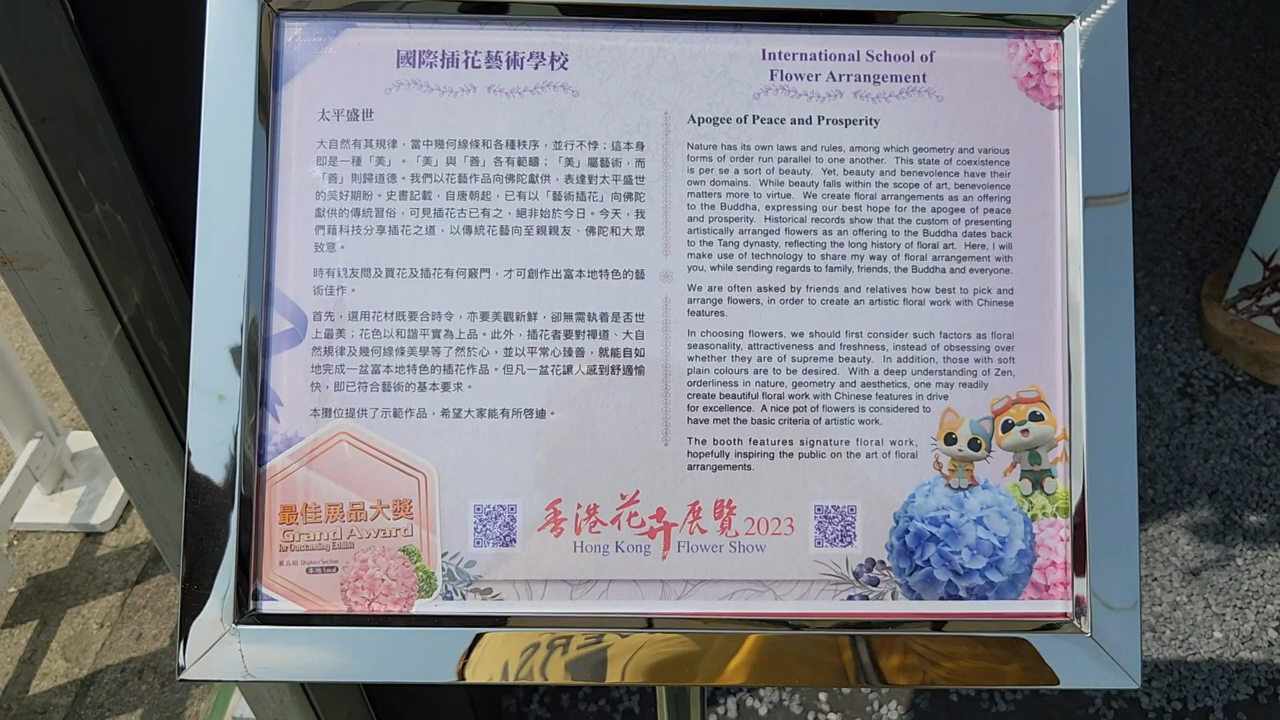 國際插花藝術學校
太平盛世
大自然有其規律，當中幾何線條和各種秩序，並行不悖；這本身
即是一種「美」。「美」與「善」各有範疇；「美」屬藝術，而
「善」則歸道德。我們以花藝作品向佛陀獻供，表達對太平盛世
的美好期盼。史書記載，自唐朝起，已有以「藝術插花」向佛陀
獻供的傳統習俗，可見插花古已有之，絕非始於今日。今天，我
們藉科技分享插花之道，以傳統花藝向至親親友、佛陀和大眾
致意。
時有親友問及買花及插花有何竅門，才可創作出富本地特色的藝
術佳作。
首先，選用花材既要合時令，亦要美觀新鮮，卻無需執着是否世
上最美；花色以和諧平實為上品。此外，插花者要對禪道、大自
然規律及幾何線條美學等了然於心，並以平常心臻善，就能自如
地完成一盆富本地特色的插花作品。但凡一盆花讓人感到舒適愉
快，即已符合藝術的基本要求。
本攤位提供了示範作品，希望大家能有所啓迪。
International School of
Flower Arrangement
Apogee of Peace and Prosperity
Nature has its own laws and rules, among which geometry and various
forms of order run parallel to one another. This state of coexistence
is per se a sort of beauty. Yet, beauty and benevolence have their
own domains. While beauty falls within the scope of art, benevolence
matters more to virtue. We create floral arrangements as an offering
to the Buddha, expressing our best hope for the apogee of peace
and prosperity. Historical records show that the custom of presenting
artistically arranged flowers as an offering to the Buddha dates back
to the Tang dynasty, reflecting the long history of floral art. Here, I will
make use of technology to share my way of floral arrangement with
you, while sending regards to family, friends, the Buddha and everyone.
We are often asked by friends and relatives how best to pick and
arrange flowers, in order to create an artistic floral work with Chinese
features.
In choosing flowers, we should first consider such factors as floral
seasonality, attractiveness and freshness, instead of obsessing over
whether they are of supreme beauty. In addition, those with soft
plain colours are to be desired. With a deep understanding of Zen,
orderliness in nature, geometry and aesthetics, one may readily
create beautiful floral work with Chinese features in drive
for excellence. A nice pot of flowers is considered to
have met the basic criteria of artistic work.
The booth features signature floral work,
hopefully inspiring the public on the art of floral
arrangements.
最佳展品大獎
Grand Award
for Outstanding Exhibit
展品組 Displays Section
本地 Local
香港花卉展覽2023
Hong Kong Flower Show